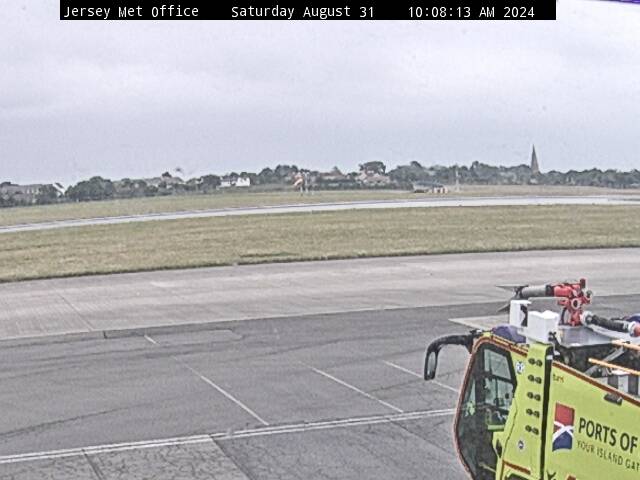 Jersey Met Office Saturday August 31 10:08:13 AM 2024
PORTS OF
YOUR ISLAND GAT